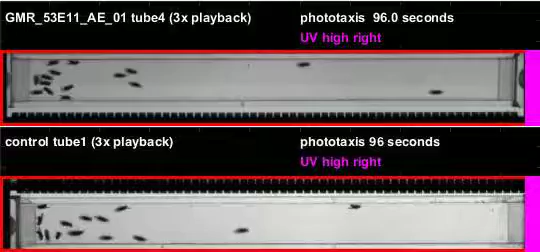 GMR_53E11_AE_01 tube4 (3x playback) phototaxis 96.0 seconds
UV high right
control tube1 (3x playback) phototaxis 96 seconds
UV high right